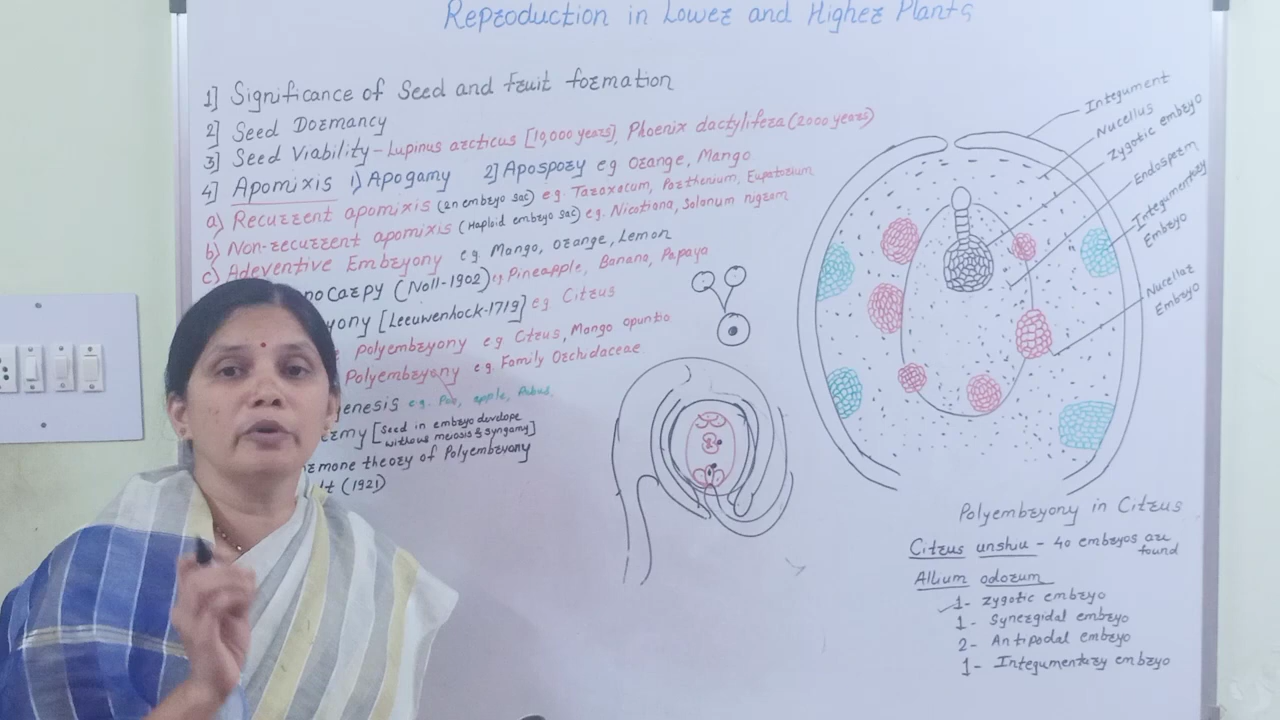 Reproduction in Lower and Higher Plants
1] Significance of Seed and Fruit formation
2] Seed Dormancy
3] Seed Viability - Lupinus arcticus [10,000 years], Phoenix dactylifera (2000 years)
4] Apomixis 1) Apogamy 2] Apospory eg Orange, Mango
a) Recurrent apomixis (2n embryo sac) eg. Taraxacum, Parthenium, Eupatorium
b) Non-recurrent apomixis (Haploid embryo sac) eg. Nicotiana, Solanum nigrum
c) Adeventive Embryony eg Mango, Orange, Lemon
nocarpy (Noll-1902) Pineapple, Banana, Papaya
yony [Leeuwenhock-1719] eg Citrus
Polyembryony eg Citrus, Mango opuntia
Polyembryony eg. Family Orchidaceae
genesis eg. apple, Rubus,
ermy [Seed in embryo develope
without meiosis & syngamy]
rmone theory of Polyembryony
(1921)
Integument
Nucellus
Zygotic embryo
Endosperm
Integumentary
Embryo
Nucellar
Embryo
Polyembryony in Citrus
Citrus unshiu - 40 embryos are
found
Allium odorum
1- Zygotic embryo
1- Synergidal embryo
2- Antipodal embryo
1- Integumentary embryo